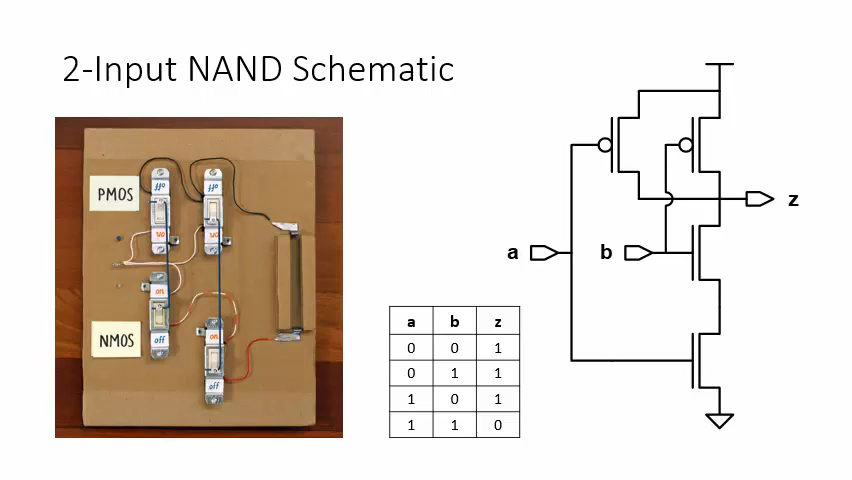 2-Input NAND Schematic
PMOS
off
off
on
on
on
NMOS
off
on
off
a
b
z
a b z
0 0 1
0 1 1
1 0 1
1 1 0